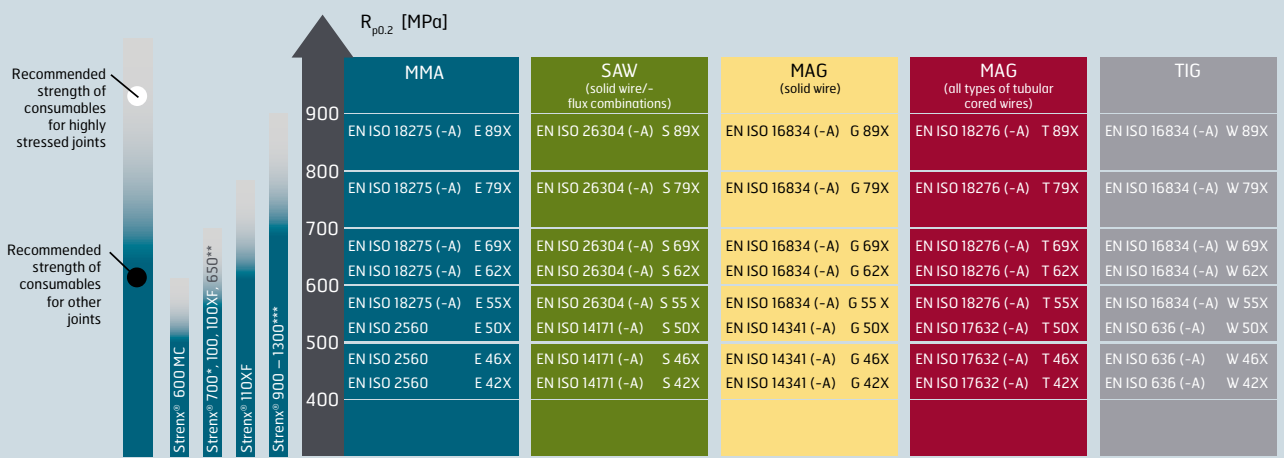 Rp0.2 [MPa]
Recommended
strength of
consumables
for highly
stressed joints
Recommended
strength of
consumables
for other
joints
Strenx® 600 MC
Strenx® 700*, 100, 100XF, 650**
Strenx® 110XF
Strenx® 900 – 1300***
900
800
700
600
500
400
MMA
EN ISO 18275 (-A) E 89X
EN ISO 18275 (-A) E 79X
EN ISO 18275 (-A) E 69X
EN ISO 18275 (-A) E 62X
EN ISO 18275 (-A) E 55X
EN ISO 2560 E 50X
EN ISO 2560 E 46X
EN ISO 2560 E 42X
SAW
(solid wire/-
flux combinations)
EN ISO 26304 (-A) S 89X
EN ISO 26304 (-A) S 79X
EN ISO 26304 (-A) S 69X
EN ISO 26304 (-A) S 62X
EN ISO 26304 (-A) S 55 X
EN ISO 14171 (-A) S 50X
EN ISO 14171 (-A) S 46X
EN ISO 14171 (-A) S 42X
MAG
(solid wire)
EN ISO 16834 (-A) G 89X
EN ISO 16834 (-A) G 79X
EN ISO 16834 (-A) G 69X
EN ISO 16834 (-A) G 62X
EN ISO 16834 (-A) G 55 X
EN ISO 14341 (-A) G 50X
EN ISO 14341 (-A) G 46X
EN ISO 14341 (-A) G 42X
MAG
(all types of tubular
cored wires)
EN ISO 18276 (-A) T 89X
EN ISO 18276 (-A) T 79X
EN ISO 18276 (-A) T 69X
EN ISO 18276 (-A) T 62X
EN ISO 18276 (-A) T 55X
EN ISO 17632 (-A) T 50X
EN ISO 17632 (-A) T 46X
EN ISO 17632 (-A) T 42X
TIG
EN ISO 16834 (-A) W 89X
EN ISO 16834 (-A) W 79X
EN ISO 16834 (-A) W 69X
EN ISO 16834 (-A) W 62X
EN ISO 16834 (-A) W 55X
EN ISO 636 (-A) W 50X
EN ISO 636 (-A) W 46X
EN ISO 636 (-A) W 42X